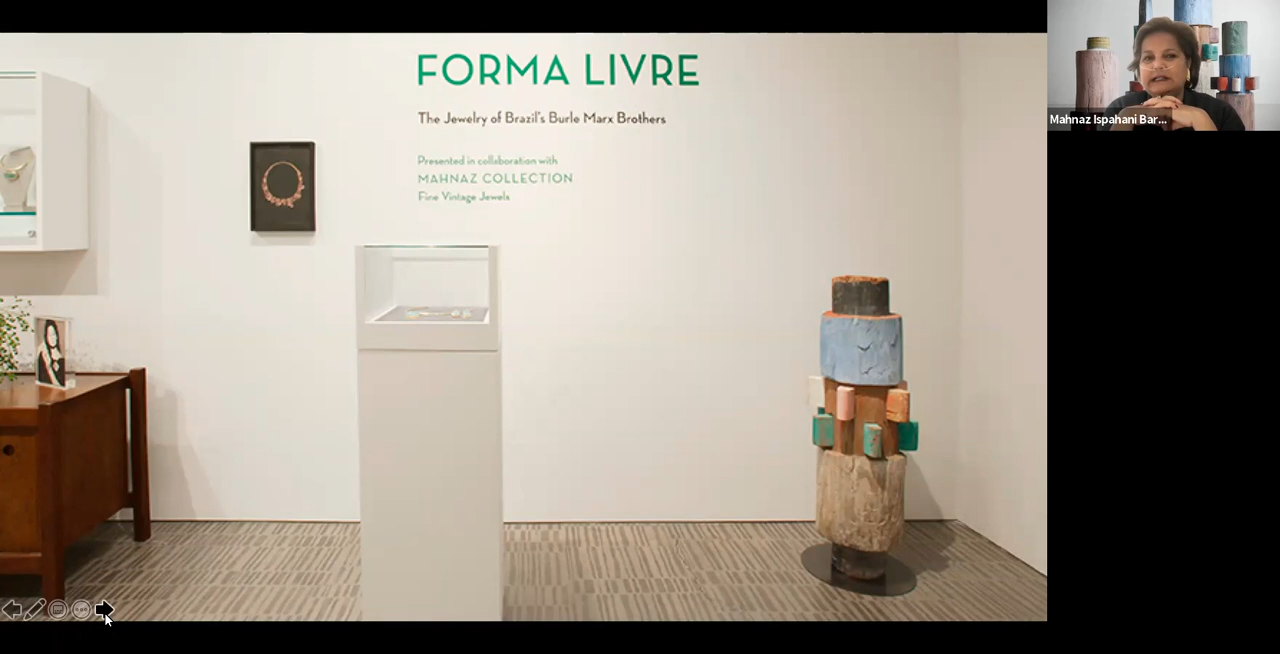 FORMA LIVRE
The Jewelry of Brazil's Burle Marx Brothers
Presented in collaboration with
MAHNAZ COLLECTION
Fine Vintage Jewels
Mahnaz Ispahani Bar...